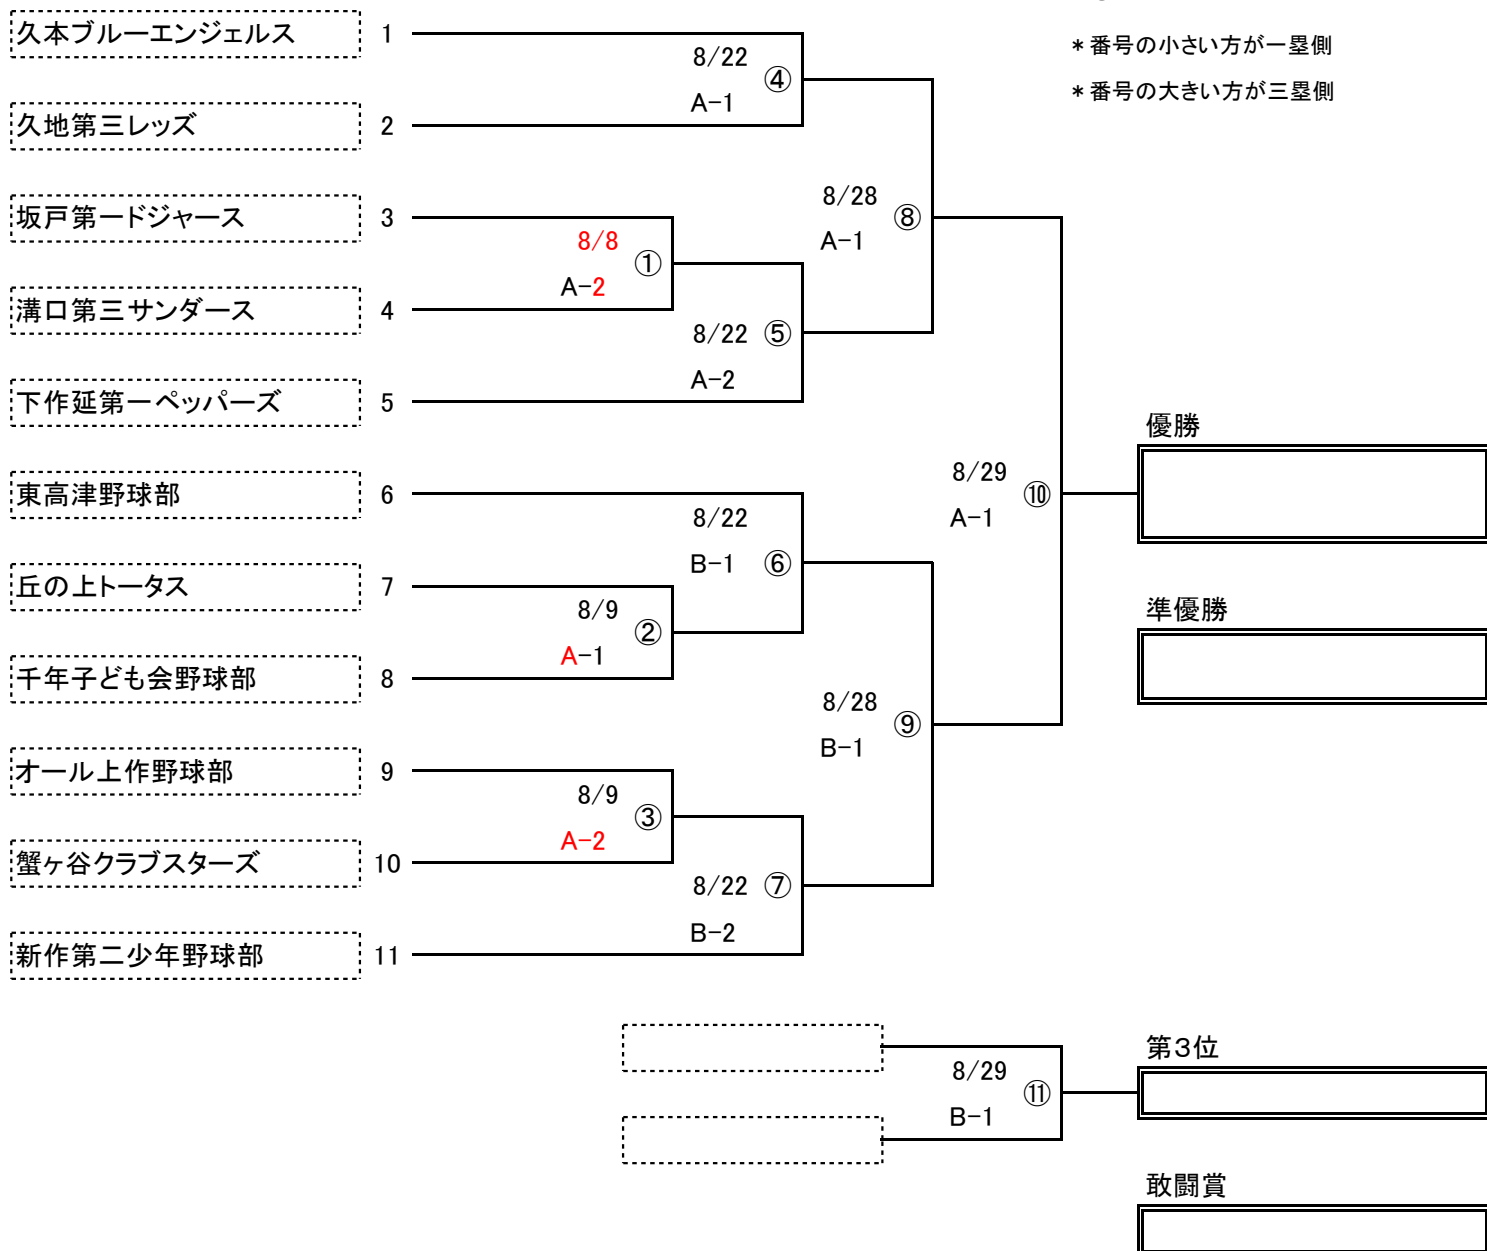 久本ブルーエンジェルス 1
8/22 ④
A-1
*番号の小さい方が一塁側
*番号の大きい方が三塁側
久地第三レッズ 2
坂戸第一ドジャース 3
8/8 ①
A-2
8/28 ⑧
A-1
溝口第三サンダース 4
8/22 ⑤
A-2
下作延第一ペッパーズ 5
優勝
東高津野球部 6
8/22
B-1 ⑥
8/29 ⑩
A-1
丘の上トータス 7
8/9 ②
A-1
準優勝
千年子ども会野球部 8
8/28 ⑨
B-1
オール上作野球部 9
8/9 ③
A-2
蟹ヶ谷クラブスターズ 10
8/22 ⑦
B-2
新作第二少年野球部 11
8/29 ⑪
B-1
第3位
敢闘賞